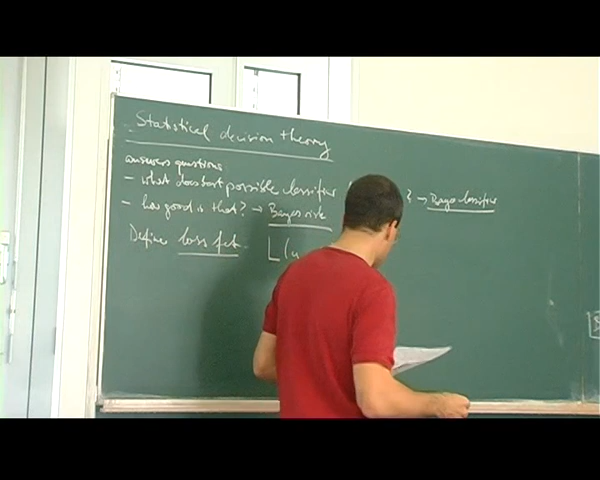 Statistical decision theory
answers questions
- what does best possible classifier ? → Bayes classifier
- how good is that? → Bayes risk
Define loss fct L(